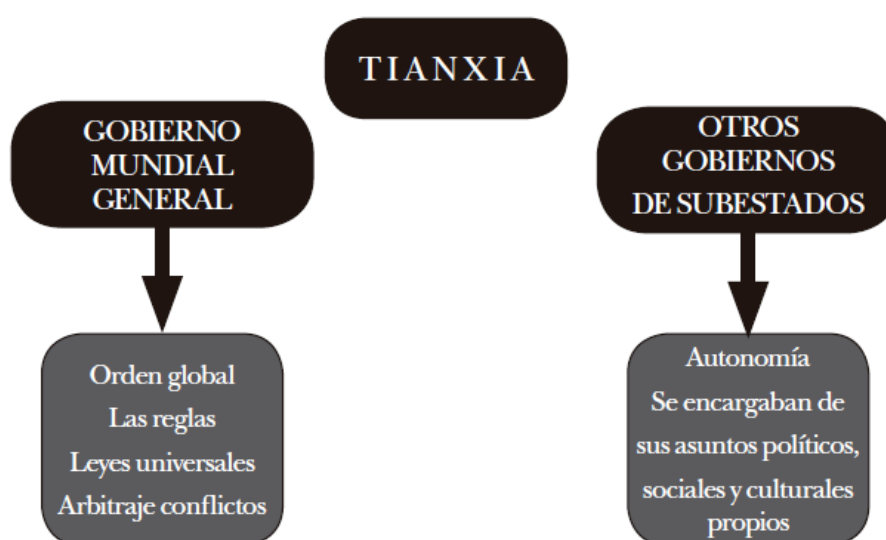 TIANXIA
GOBIERNO
MUNDIAL
GENERAL
OTROS
GOBIERNOS
DE SUBESTADOS
Orden global
Las reglas
Leyes universales
Arbitraje conflictos
Autonomía
Se encargaban de
sus asuntos políticos,
sociales y culturales
propios